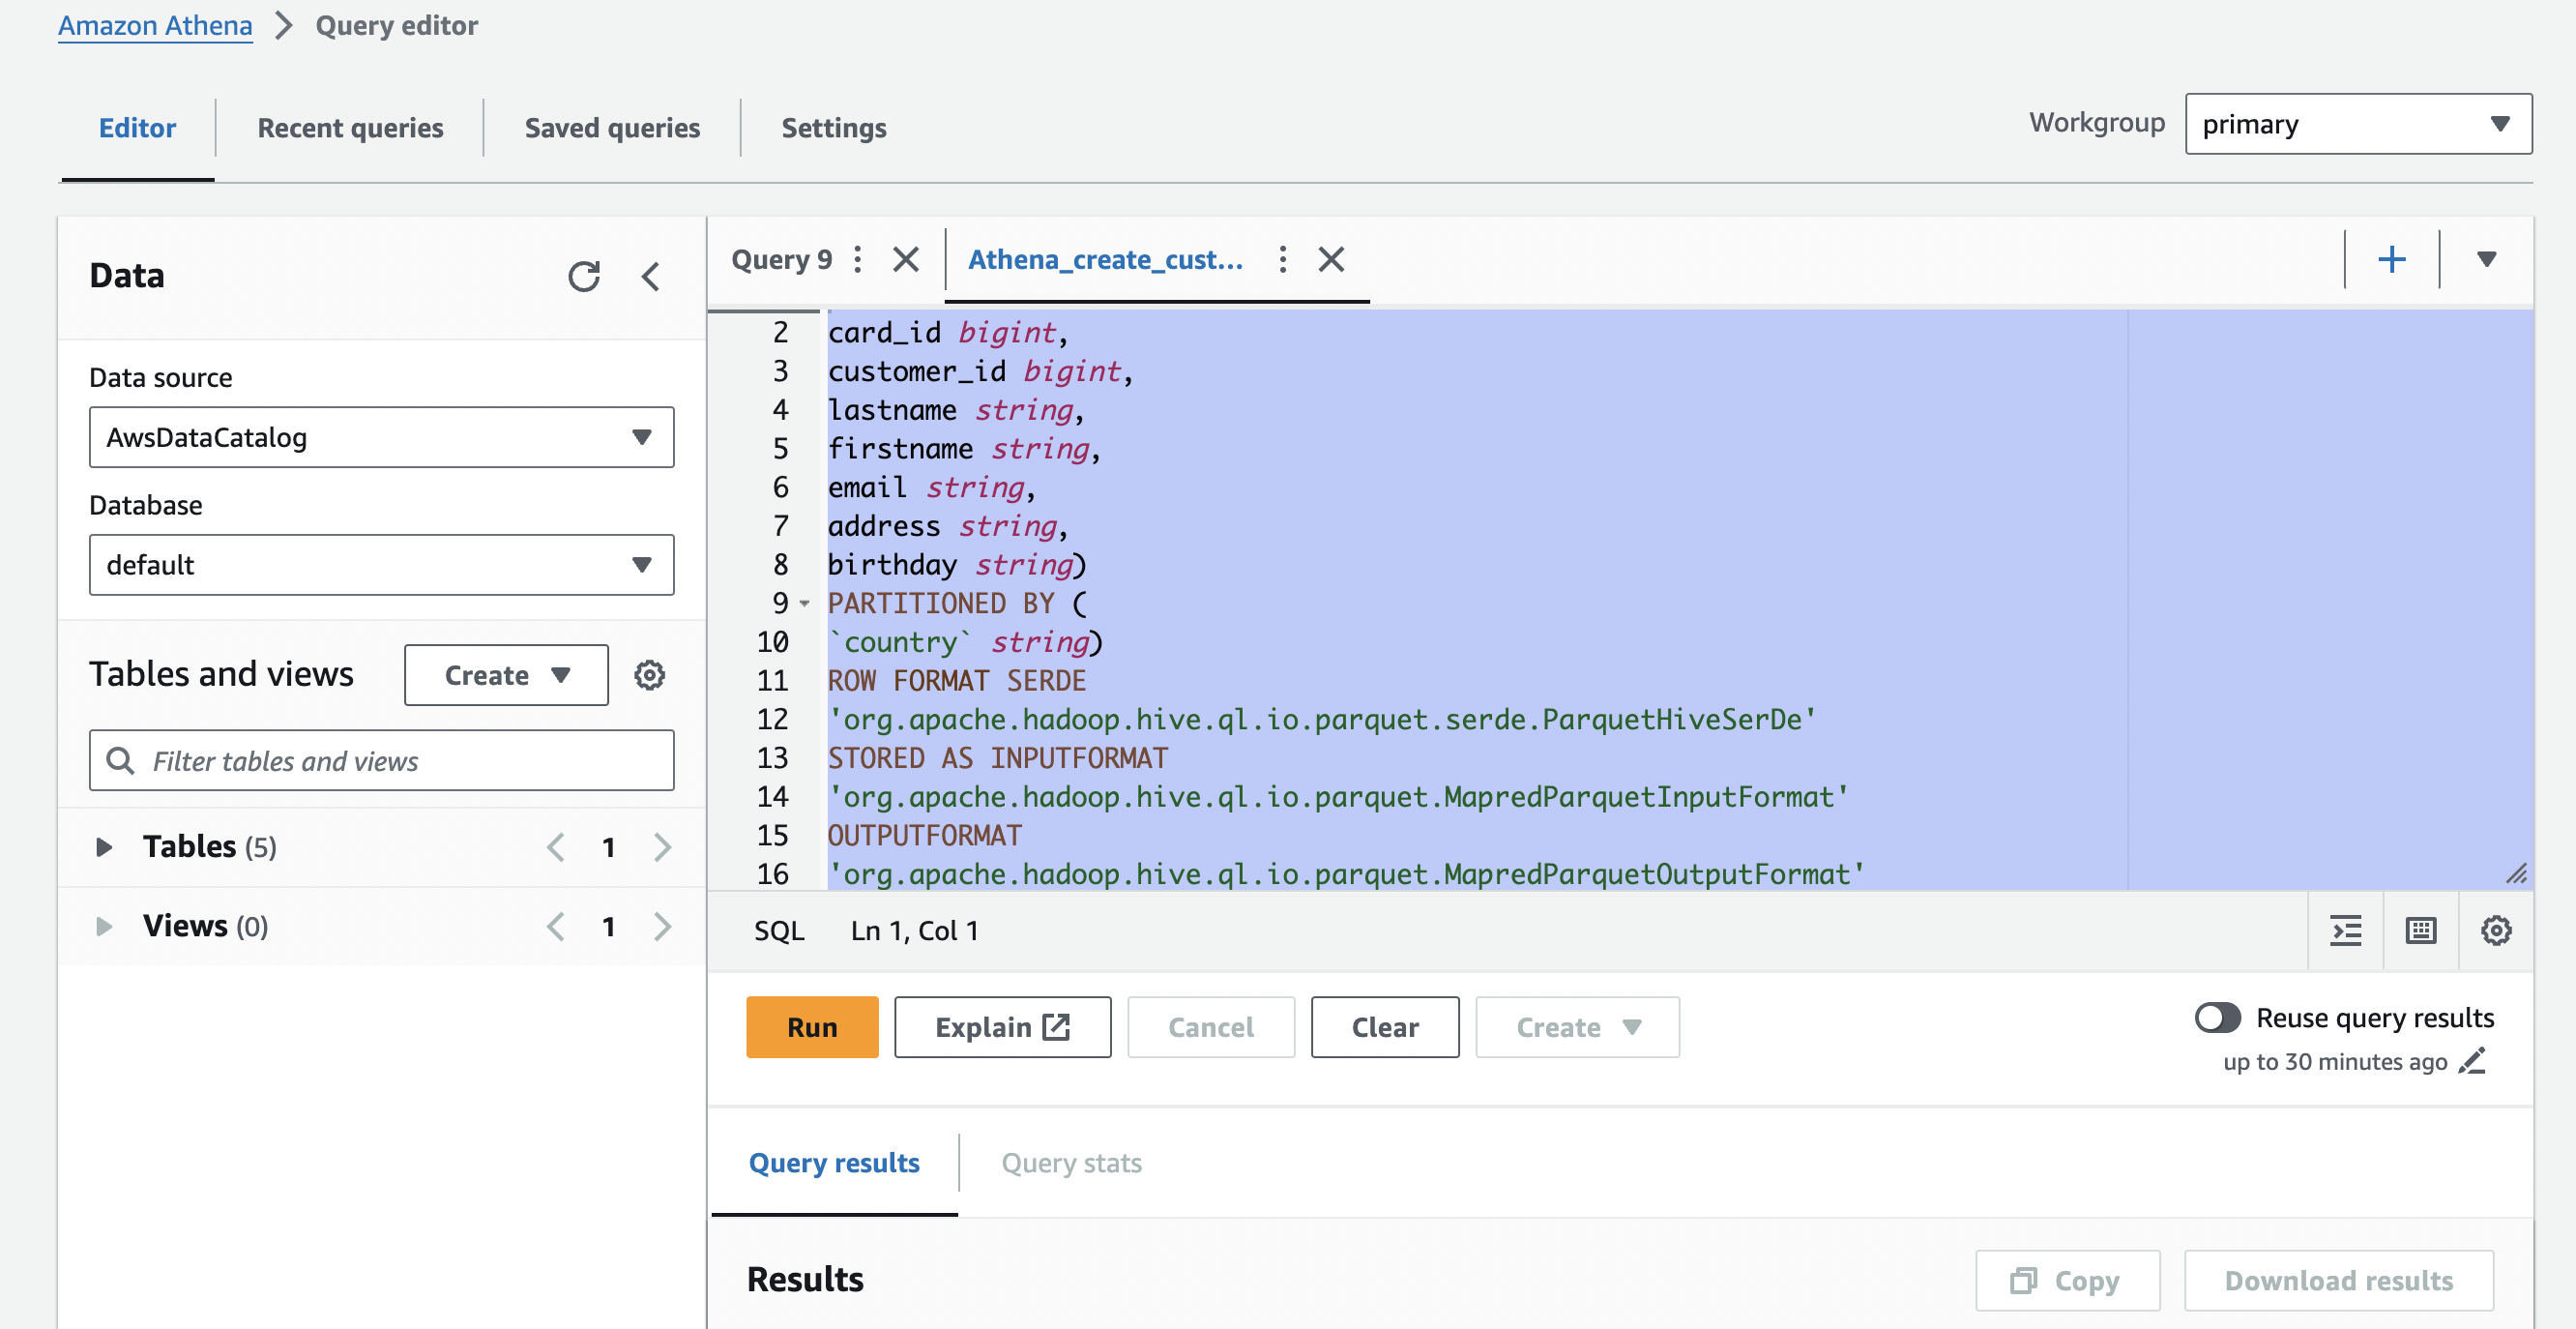 Amazon Athena > Query editor
Editor Recent queries Saved queries Settings
Workgroup primary
Data
Data source
AwsDataCatalog
Database
default
Tables and views Create
Filter tables and views
Tables (5) < 1 >
Views (0) < 1 >
Query 9 Athena_create_cust...
2 card_id bigint,
3 customer_id bigint,
4 lastname string,
5 firstname string,
6 email string,
7 address string,
8 birthday string)
9 PARTITIONED BY (
10 `country` string)
11 ROW FORMAT SERDE
12 'org.apache.hadoop.hive.ql.io.parquet.serde.ParquetHiveSerDe'
13 STORED AS INPUTFORMAT
14 'org.apache.hadoop.hive.ql.io.parquet.MapredParquetInputFormat'
15 OUTPUTFORMAT
16 'org.apache.hadoop.hive.ql.io.parquet.MapredParquetOutputFormat'
SQL Ln 1, Col 1
Run Explain Cancel Clear Create
Reuse query results
up to 30 minutes ago
Query results Query stats
Results Copy Download results